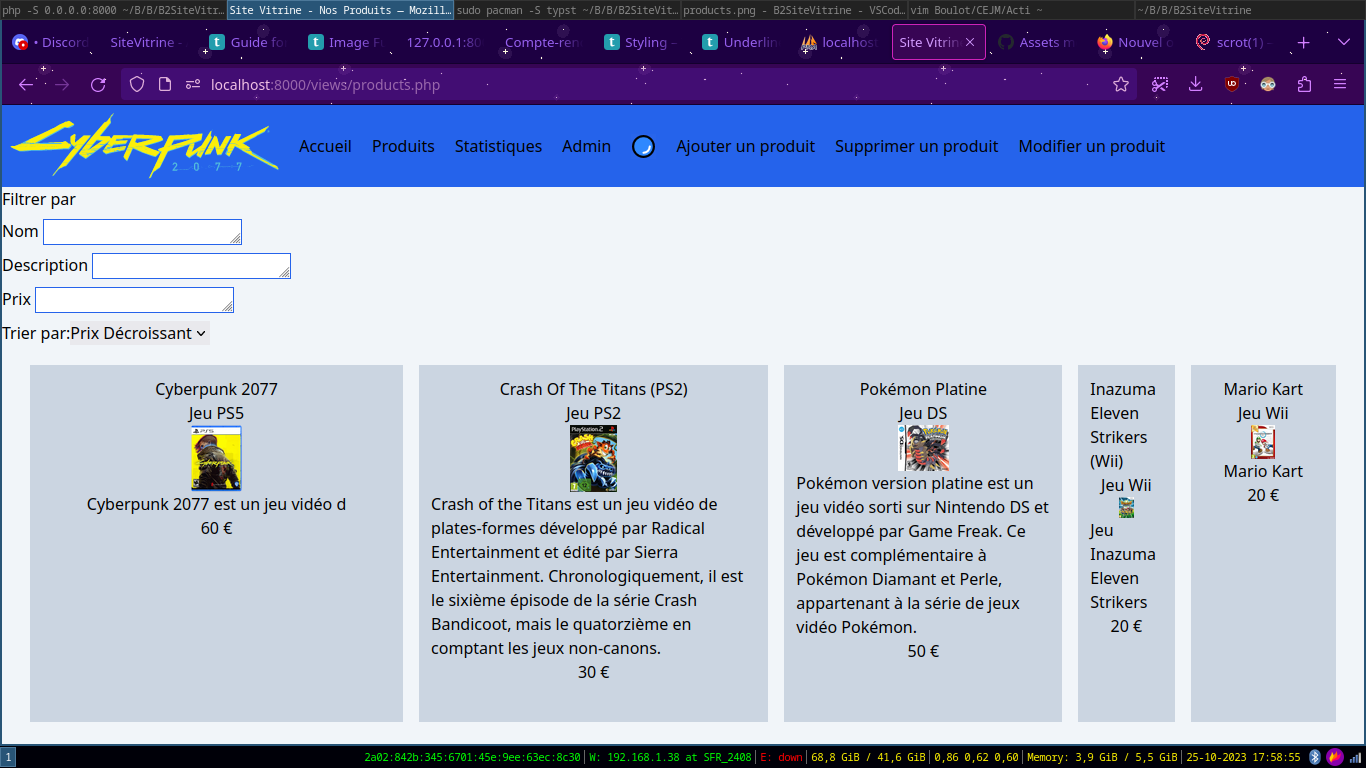 php -S 0.0.0.0:8000 ~/B/B/B2SiteVitr… Site Vitrine - Nos Produits — Mozill… sudo pacman -S typst ~/B/B/B2SiteVit… products.png - B2SiteVitrine - VSCod… vim Boulot/CEJM/Acti ~ ~/B/B/B2SiteVitrine
• Discord SiteVitrine - Guide fo Image F 127.0.0.1:80 Compte-ren Styling – Underlin localhost Site Vitrin Assets m Nouvel o scrot(1) –
localhost:8000/views/products.php
CYBERPUNK
2077
Accueil Produits Statistiques Admin Ajouter un produit Supprimer un produit Modifier un produit
Filtrer par
Nom
Description
Prix
Trier par:Prix Décroissant
Cyberpunk 2077
Jeu PS5
PS5
Cyberpunk 2077 est un jeu vidéo d
60 €
Crash Of The Titans (PS2)
Jeu PS2
PlayStation.2
Crash of the Titans est un jeu vidéo de
plates-formes développé par Radical
Entertainment et édité par Sierra
Entertainment. Chronologiquement, il est
le sixième épisode de la série Crash
Bandicoot, mais le quatorzième en
comptant les jeux non-canons.
30 €
Pokémon Platine
Jeu DS
Pokémon version platine est un
jeu vidéo sorti sur Nintendo DS et
développé par Game Freak. Ce
jeu est complémentaire à
Pokémon Diamant et Perle,
appartenant à la série de jeux
vidéo Pokémon.
50 €
Inazuma
Eleven
Strikers
(Wii)
Jeu Wii
Jeu
Inazuma
Eleven
Strikers
20 €
Mario Kart
Jeu Wii
Mario Kart
20 €
1 2a02:842b:345:6701:45e:9ee:63ec:8c30 W: 192.168.1.38 at SFR_2408 E: down 68,8 GiB / 41,6 GiB 0,86 0,62 0,60 Memory: 3,9 GiB / 5,5 GiB 25-10-2023 17:58:55